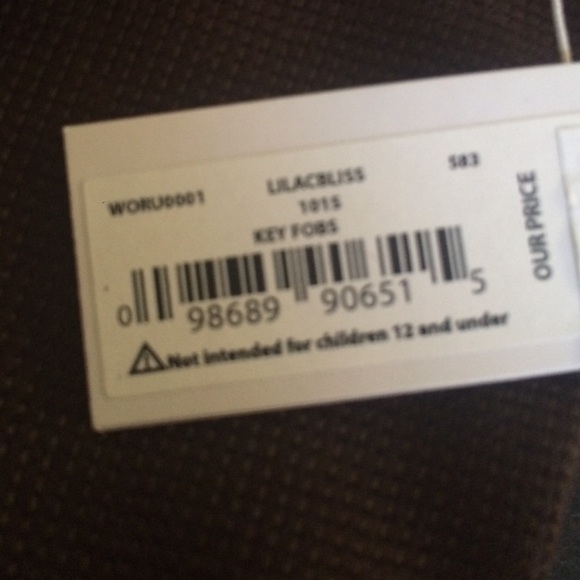 WORU0001 LILACBLISS 583
1015
KEY FOBS
0 98689 90651 5
Not intended for children 12 and under
OUR PRICE